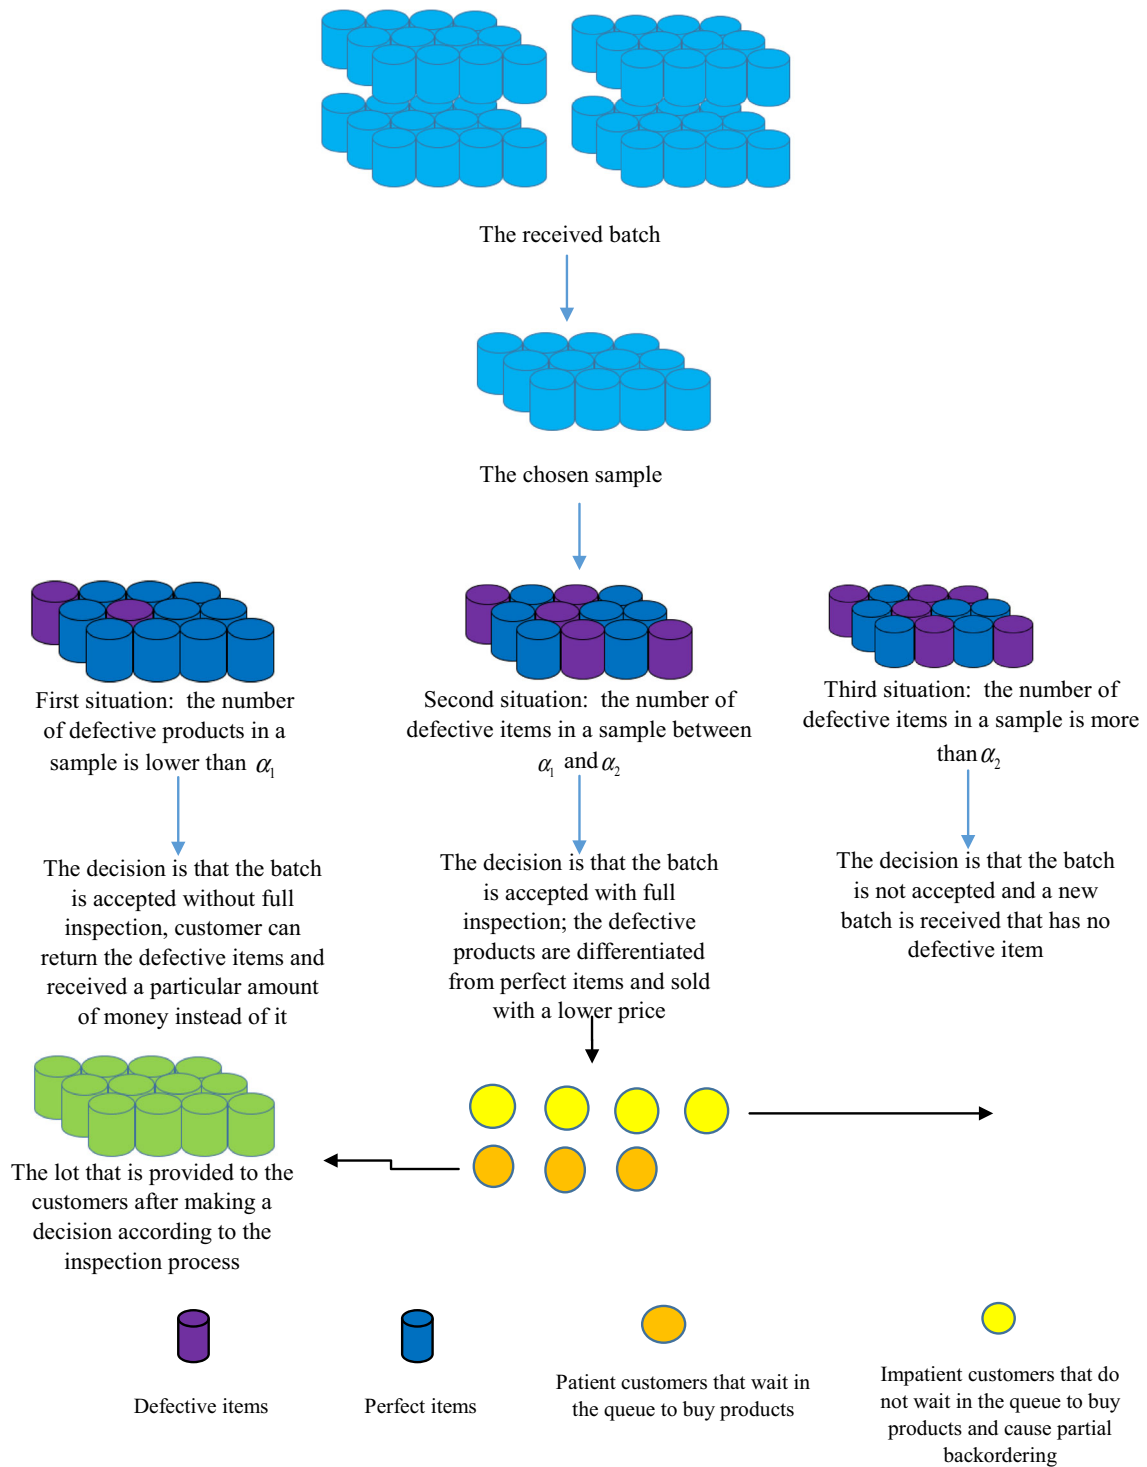 The received batch
The chosen sample
First situation: the number
of defective products in a
sample is lower than α1
Second situation: the number of
defective items in a sample between
α1 and α2
Third situation: the number of
defective items in a sample is more
than α2
The decision is that the batch
is accepted without full
inspection, customer can
return the defective items and
received a particular amount
of money instead of it
The decision is that the batch
is accepted with full
inspection; the defective
products are differentiated
from perfect items and sold
with a lower price
The decision is that the batch
is not accepted and a new
batch is received that has no
defective item
The lot that is provided to the
customers after making a
decision according to the
inspection process
Defective items
Perfect items
Patient customers that wait in
the queue to buy products
Impatient customers that do
not wait in the queue to buy
products and cause partial
backordering